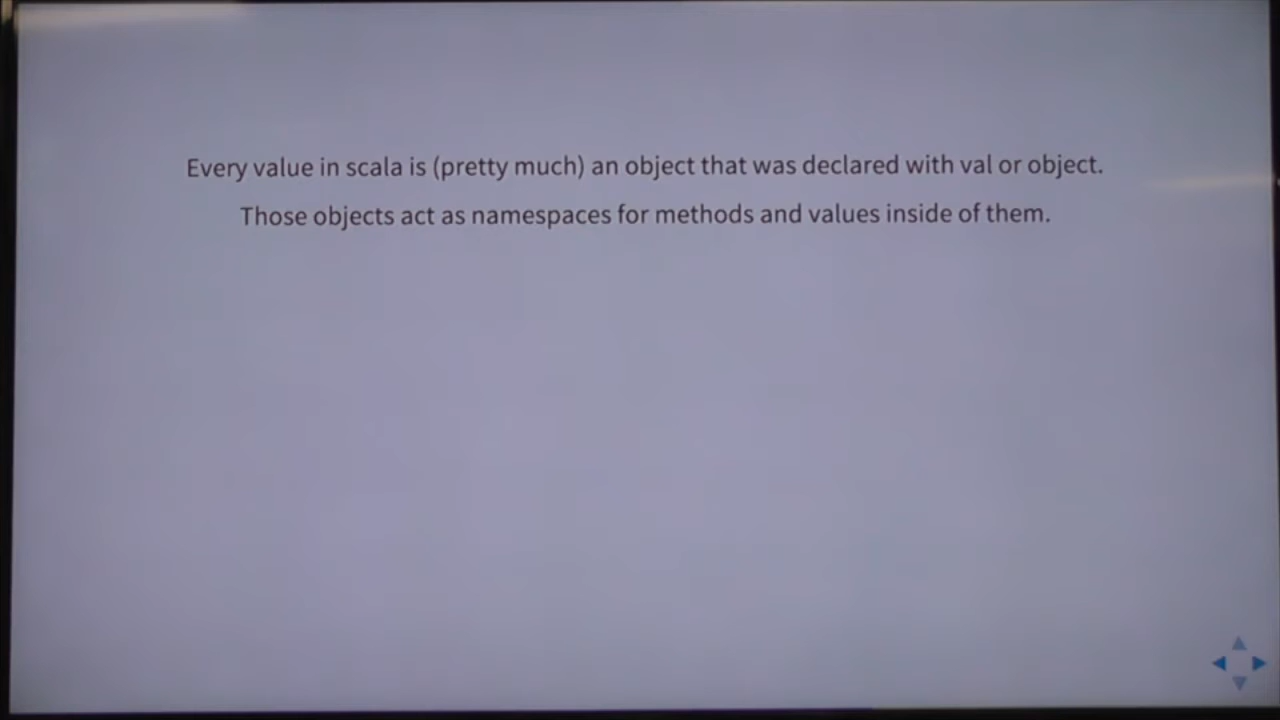 Every value in scala is (pretty much) an object that was declared with val or object.
Those objects act as namespaces for methods and values inside of them.